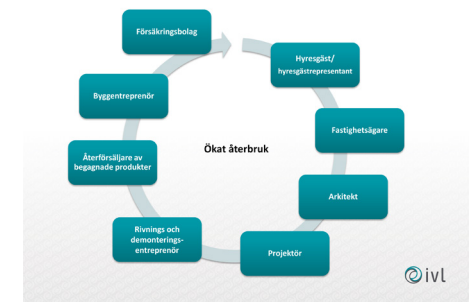 Försäkringsbolag
Hyresgäst/
hyresgästrepresentant
Fastighetsägare
Arkitekt
Projektör
Rivnings och
demonterings-
entreprenör
Återförsäljare av
begagnade produkter
Byggentreprenör
Ökat återbruk
ivl